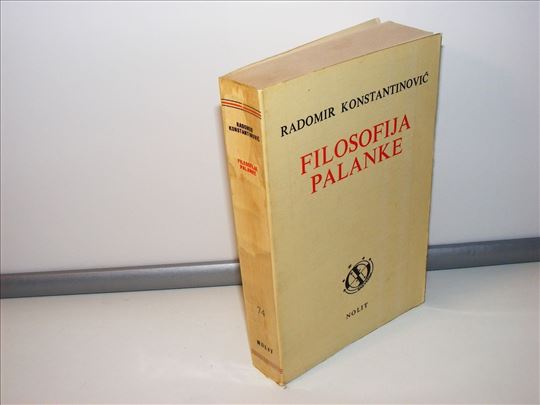 RADOMIR
KONSTANTINOVIĆ
FILOSOFIJA
PALANKE
74
NOLIT
RADOMIR KONSTANTINOVIĆ
FILOSOFIJA
PALANKE
NOLIT